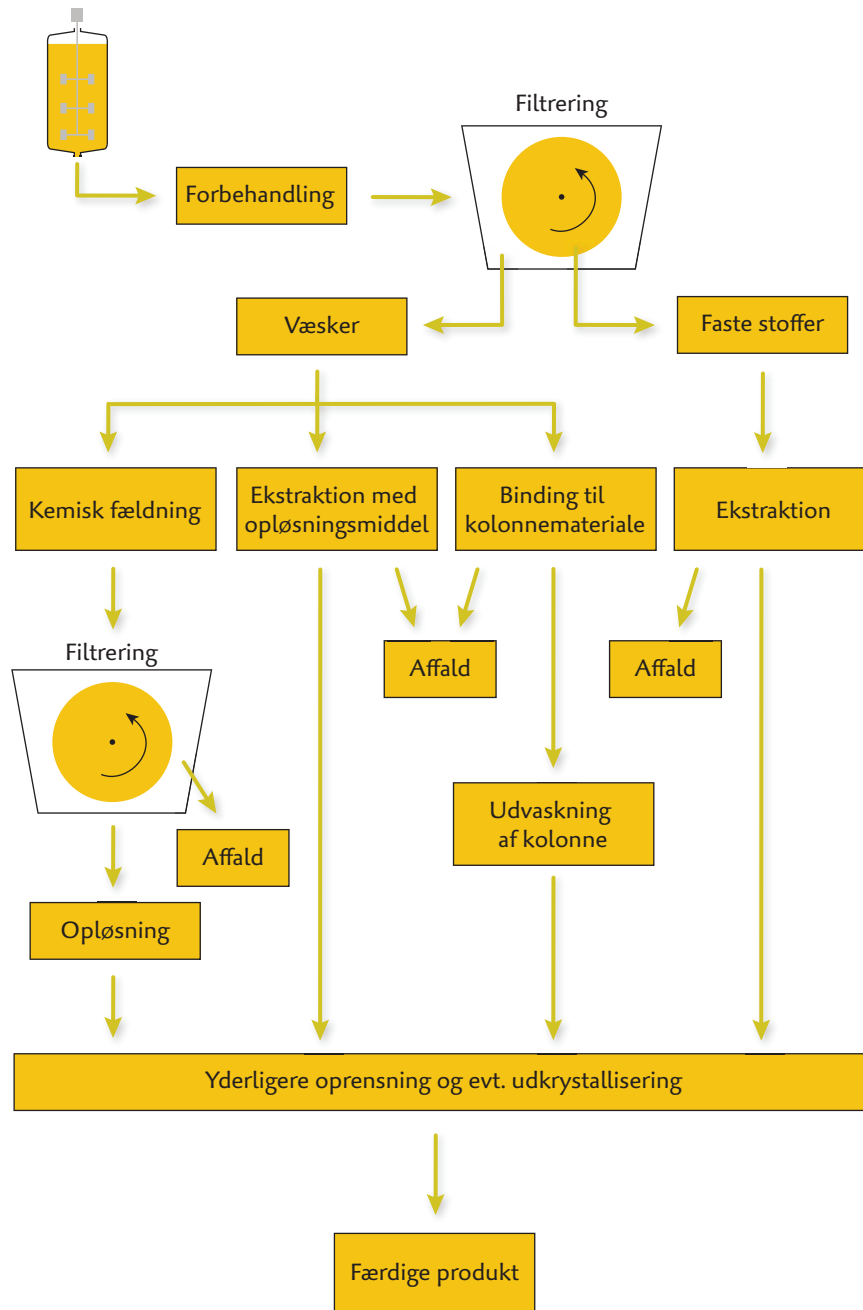 Filtrering
Forbehandling
Væsker
Faste stoffer
Kemisk fældning
Ekstraktion med
opløsningsmiddel
Binding til
kolonnemateriale
Ekstraktion
Filtrering
Affald
Affald
Udvaskning
af kolonne
Affald
Opløsning
Yderligere oprensning og evt. udkrystallisering
Færdige produkt